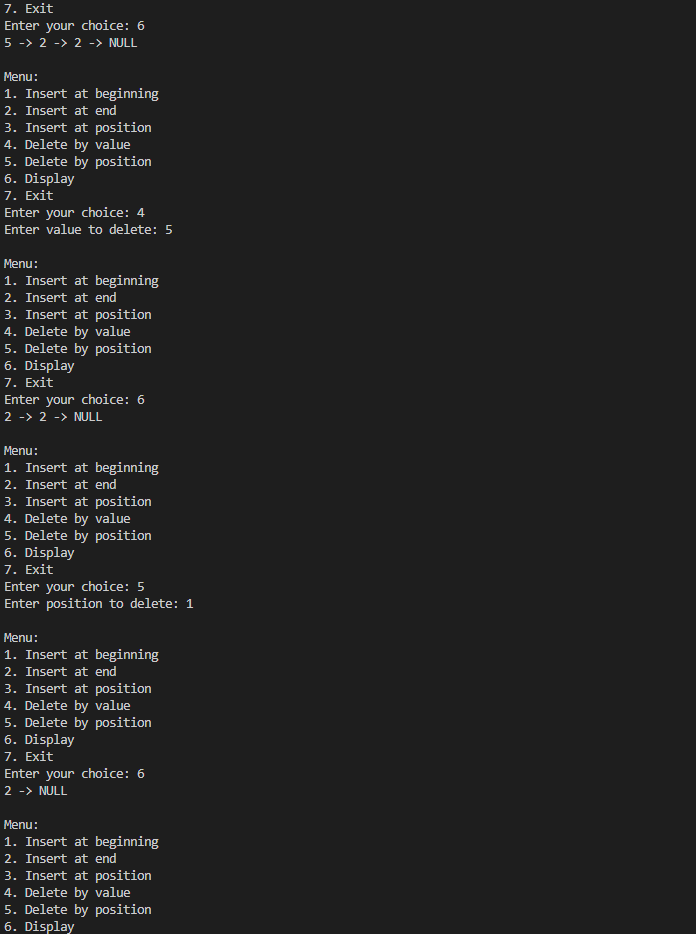 7. Exit
Enter your choice: 6
5 -> 2 -> 2 -> NULL
Menu:
1. Insert at beginning
2. Insert at end
3. Insert at position
4. Delete by value
5. Delete by position
6. Display
7. Exit
Enter your choice: 4
Enter value to delete: 5
Menu:
1. Insert at beginning
2. Insert at end
3. Insert at position
4. Delete by value
5. Delete by position
6. Display
7. Exit
Enter your choice: 6
2 -> 2 -> NULL
Menu:
1. Insert at beginning
2. Insert at end
3. Insert at position
4. Delete by value
5. Delete by position
6. Display
7. Exit
Enter your choice: 5
Enter position to delete: 1
Menu:
1. Insert at beginning
2. Insert at end
3. Insert at position
4. Delete by value
5. Delete by position
6. Display
7. Exit
Enter your choice: 6
2 -> NULL
Menu:
1. Insert at beginning
2. Insert at end
3. Insert at position
4. Delete by value
5. Delete by position
6. Display